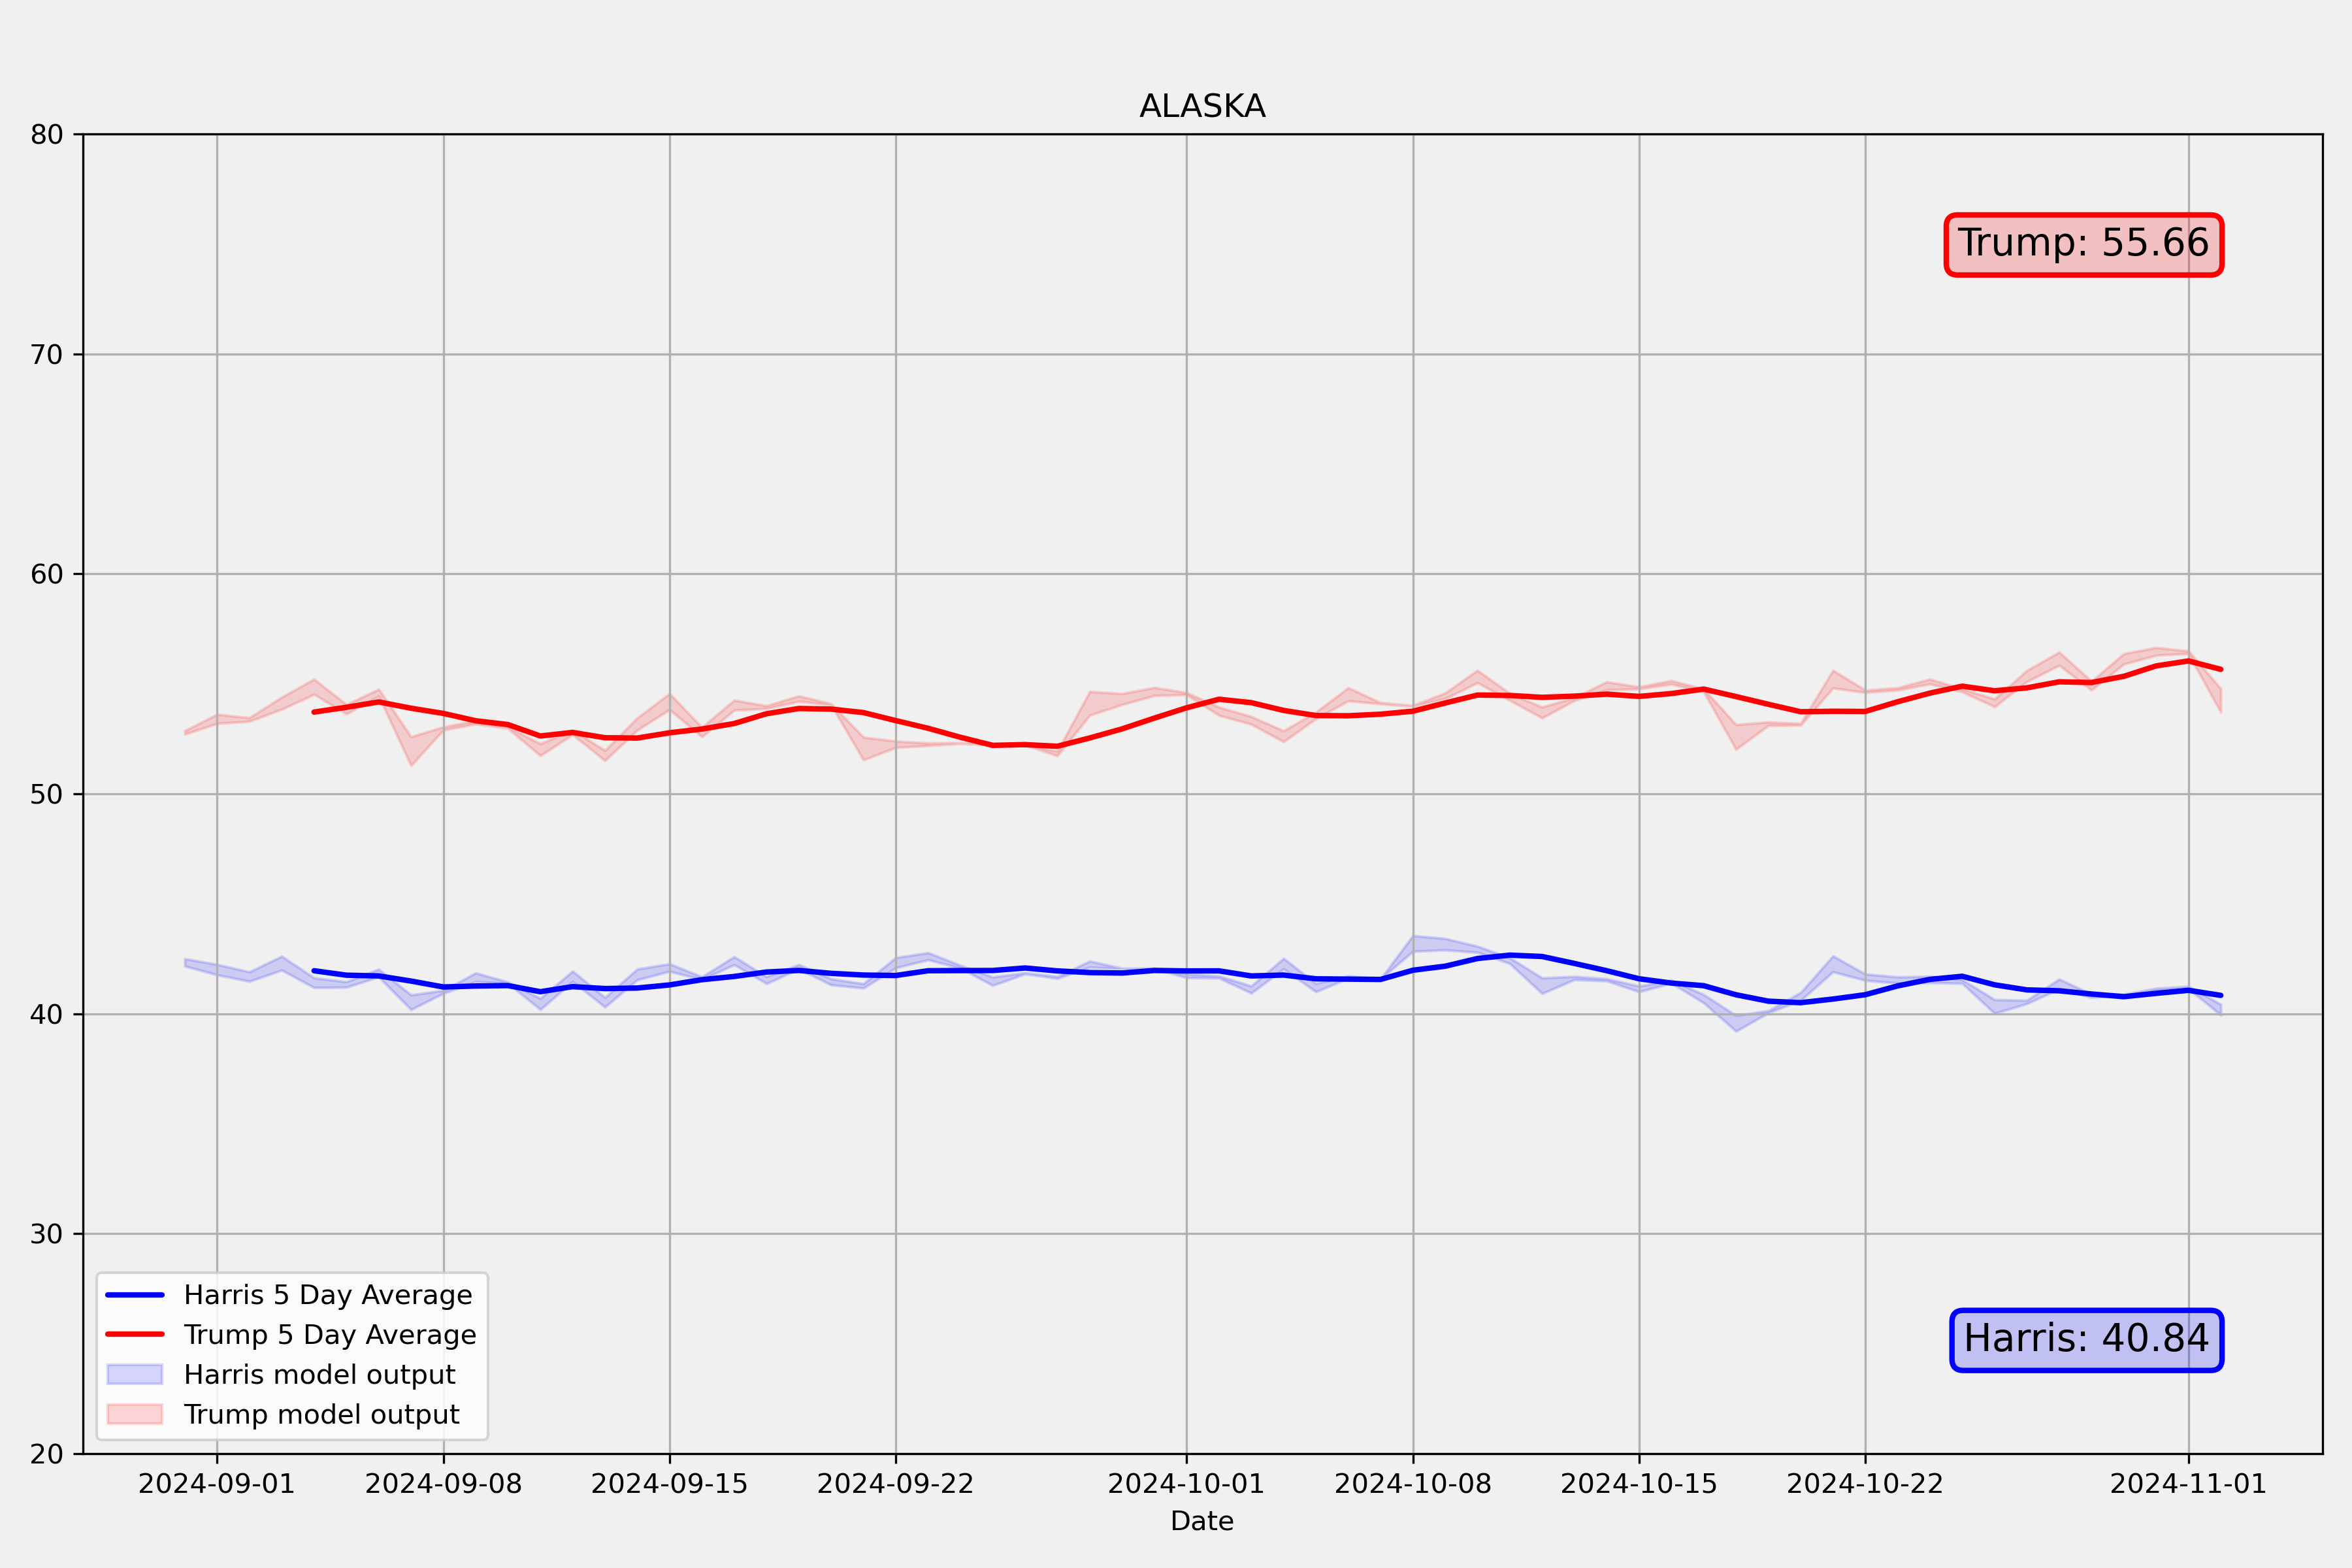 ALASKA
80
70
60
50
40
30
20
Trump: 55.66
Harris: 40.84
Harris 5 Day Average
Trump 5 Day Average
Harris model output
Trump model output
2024-09-01 2024-09-08 2024-09-15 2024-09-22 2024-10-01 2024-10-08 2024-10-15 2024-10-22 2024-11-01
Date